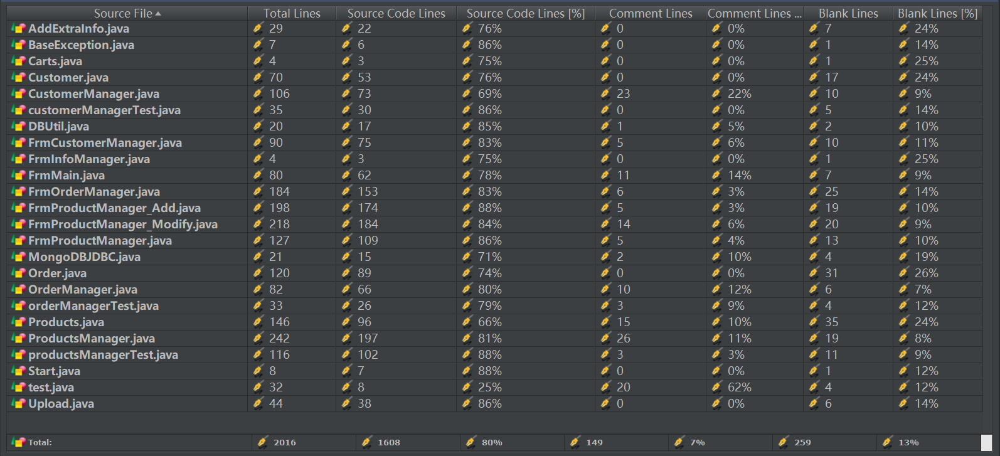 Source File Total Lines Source Code Lines Source Code Lines [%] Comment Lines Comment Lines ... Blank Lines Blank Lines [%]
AddExtraInfo.java 29 22 76% 0 0% 7 24%
BaseException.java 7 6 86% 0 0% 1 14%
Carts.java 4 3 75% 0 0% 1 25%
Customer.java 70 53 76% 0 0% 17 24%
CustomerManager.java 106 73 69% 23 22% 10 9%
customerManagerTest.java 35 30 86% 0 0% 5 14%
DBUtil.java 20 17 85% 1 5% 2 10%
FrmCustomerManager.java 90 75 83% 5 6% 10 11%
FrmInfoManager.java 4 3 75% 0 0% 1 25%
FrmMain.java 80 62 78% 11 14% 7 9%
FrmOrderManager.java 184 153 83% 6 3% 25 14%
FrmProductManager_Add.java 198 174 88% 5 3% 19 10%
FrmProductManager_Modify.java 218 184 84% 14 6% 20 9%
FrmProductManager.java 127 109 86% 5 4% 13 10%
MongoDBJDBC.java 21 15 71% 2 10% 4 19%
Order.java 120 89 74% 0 0% 31 26%
OrderManager.java 82 66 80% 10 12% 6 7%
orderManagerTest.java 33 26 79% 3 9% 4 12%
Products.java 146 96 66% 15 10% 35 24%
ProductsManager.java 242 197 81% 26 11% 19 8%
productsManagerTest.java 116 102 88% 3 3% 11 9%
Start.java 8 7 88% 0 0% 1 12%
test.java 32 8 25% 20 62% 4 12%
Upload.java 44 38 86% 0 0% 6 14%
Total: 2016 1608 80% 149 7% 259 13%